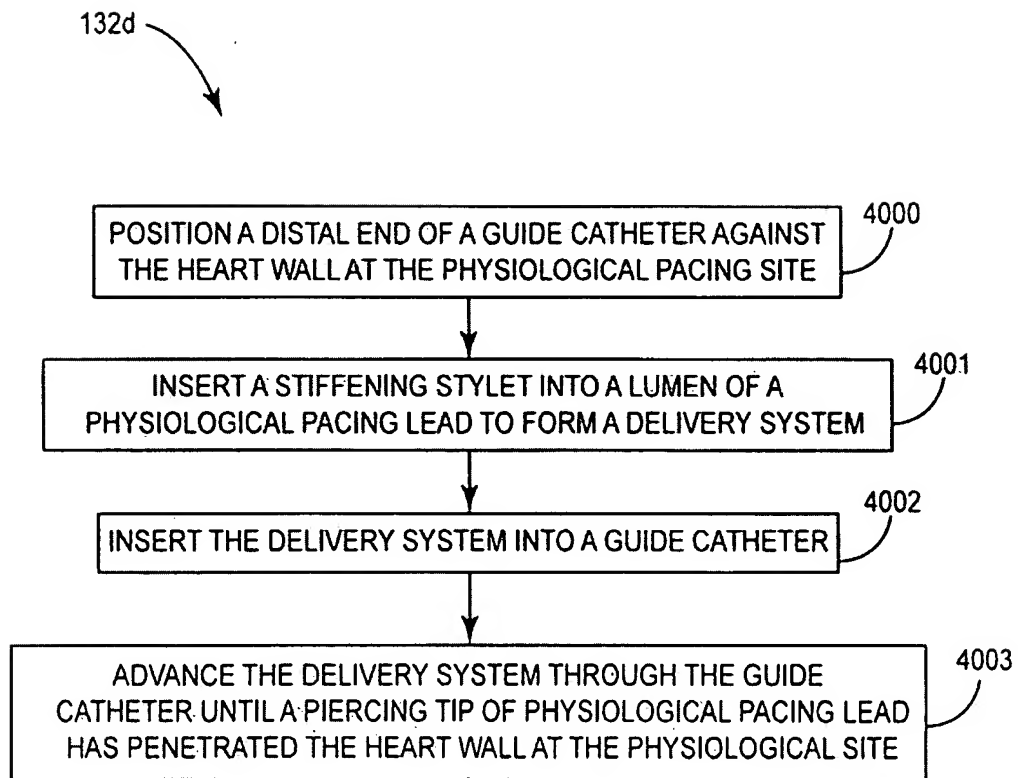 132d
4000
POSITION A DISTAL END OF A GUIDE CATHETER AGAINST
THE HEART WALL AT THE PHYSIOLOGICAL PACING SITE
4001
INSERT A STIFFENING STYLET INTO A LUMEN OF A
PHYSIOLOGICAL PACING LEAD TO FORM A DELIVERY SYSTEM
4002
INSERT THE DELIVERY SYSTEM INTO A GUIDE CATHETER
4003
ADVANCE THE DELIVERY SYSTEM THROUGH THE GUIDE
CATHETER UNTIL A PIERCING TIP OF PHYSIOLOGICAL PACING LEAD
HAS PENETRATED THE HEART WALL AT THE PHYSIOLOGICAL SITE